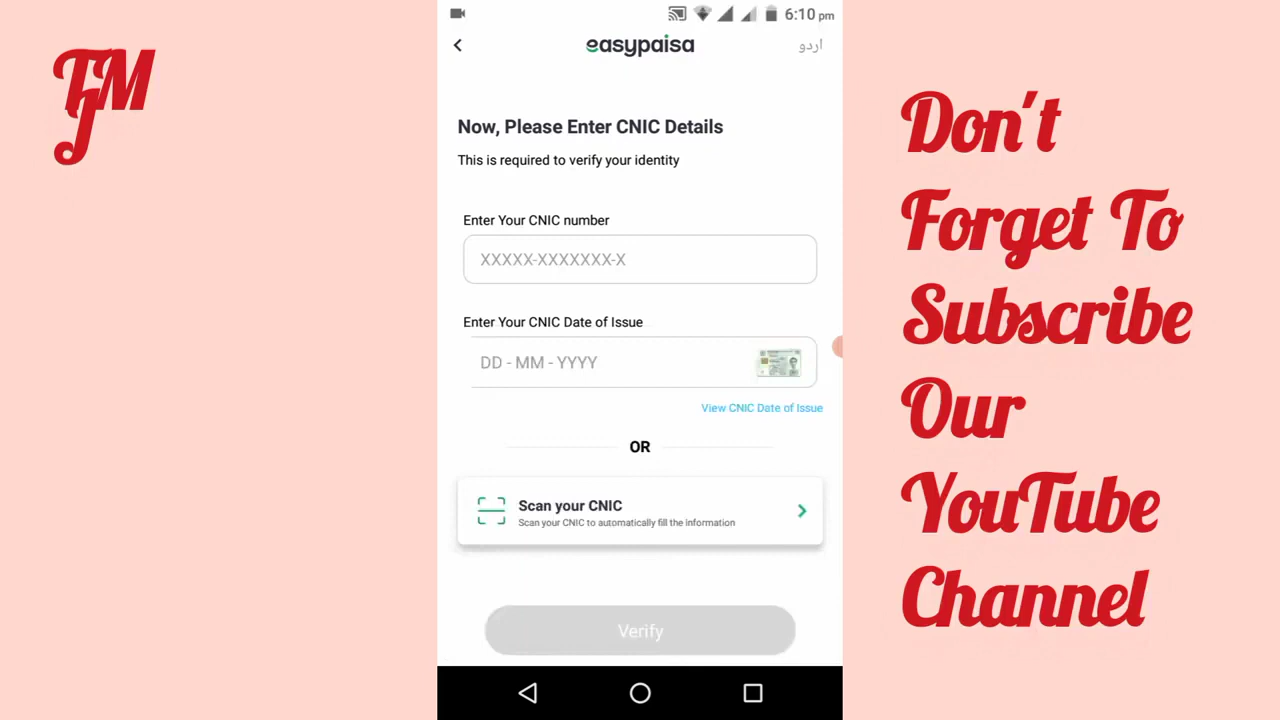 TMJ
6:10 pm
easypaisa
اردو
Now, Please Enter CNIC Details
This is required to verify your identity
Enter Your CNIC number
XXXXX-XXXXXXX-X
Enter Your CNIC Date of Issue
DD - MM - YYYY
View CNIC Date of Issue
OR
Scan your CNIC
Scan your CNIC to automatically fill the information
Verify
Don't
Forget To
Subscribe
Our
YouTube
Channel